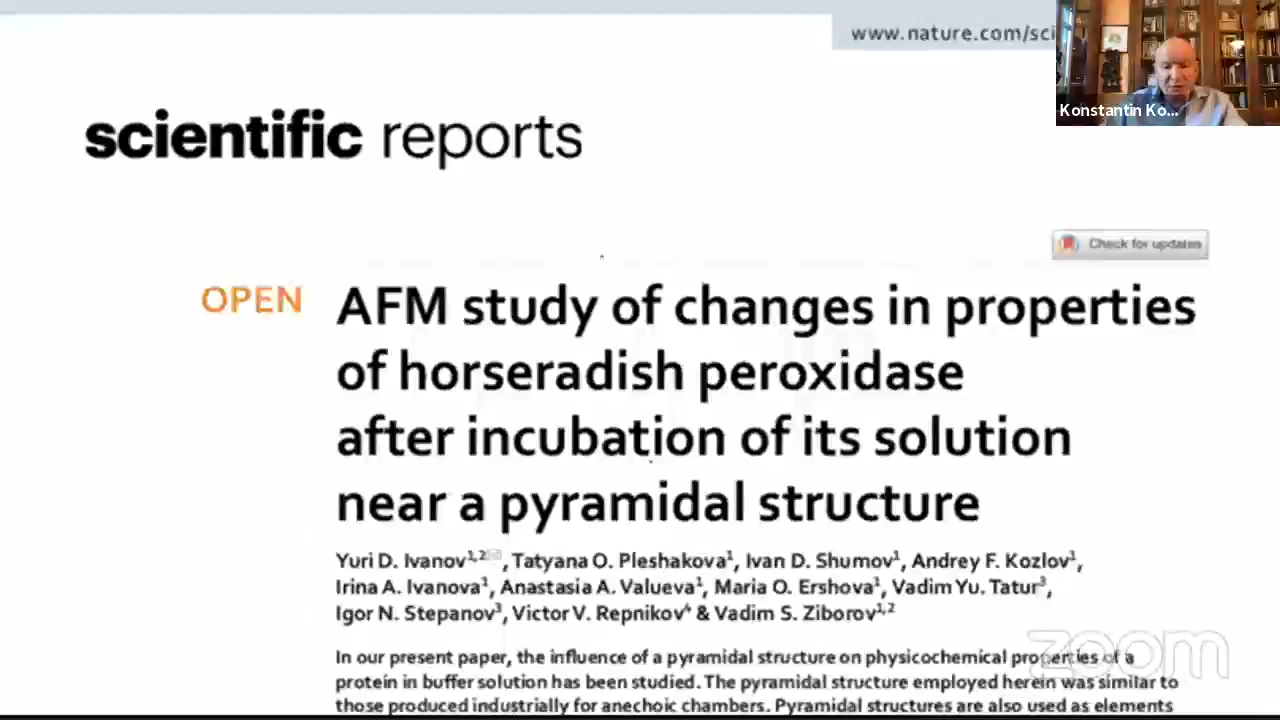 www.nature.com/sci
Konstantin Ko...
scientific reports
Check for updates
OPEN
AFM study of changes in properties
of horseradish peroxidase
after incubation of its solution
near a pyramidal structure
Yuri D. Ivanov1,2✉, Tatyana O. Pleshakova1, Ivan D. Shumov1, Andrey F. Kozlov1,
Irina A. Ivanova1, Anastasia A. Valueva1, Maria O. Ershova1, Vadim Yu. Tatur3,
Igor N. Stepanov3, Victor V. Repnikov4 & Vadim S. Ziborov1,2
In our present paper, the influence of a pyramidal structure on physicochemical properties of a
protein in buffer solution has been studied. The pyramidal structure employed herein was similar to
those produced industrially for anechoic chambers. Pyramidal structures are also used as elements
zoom